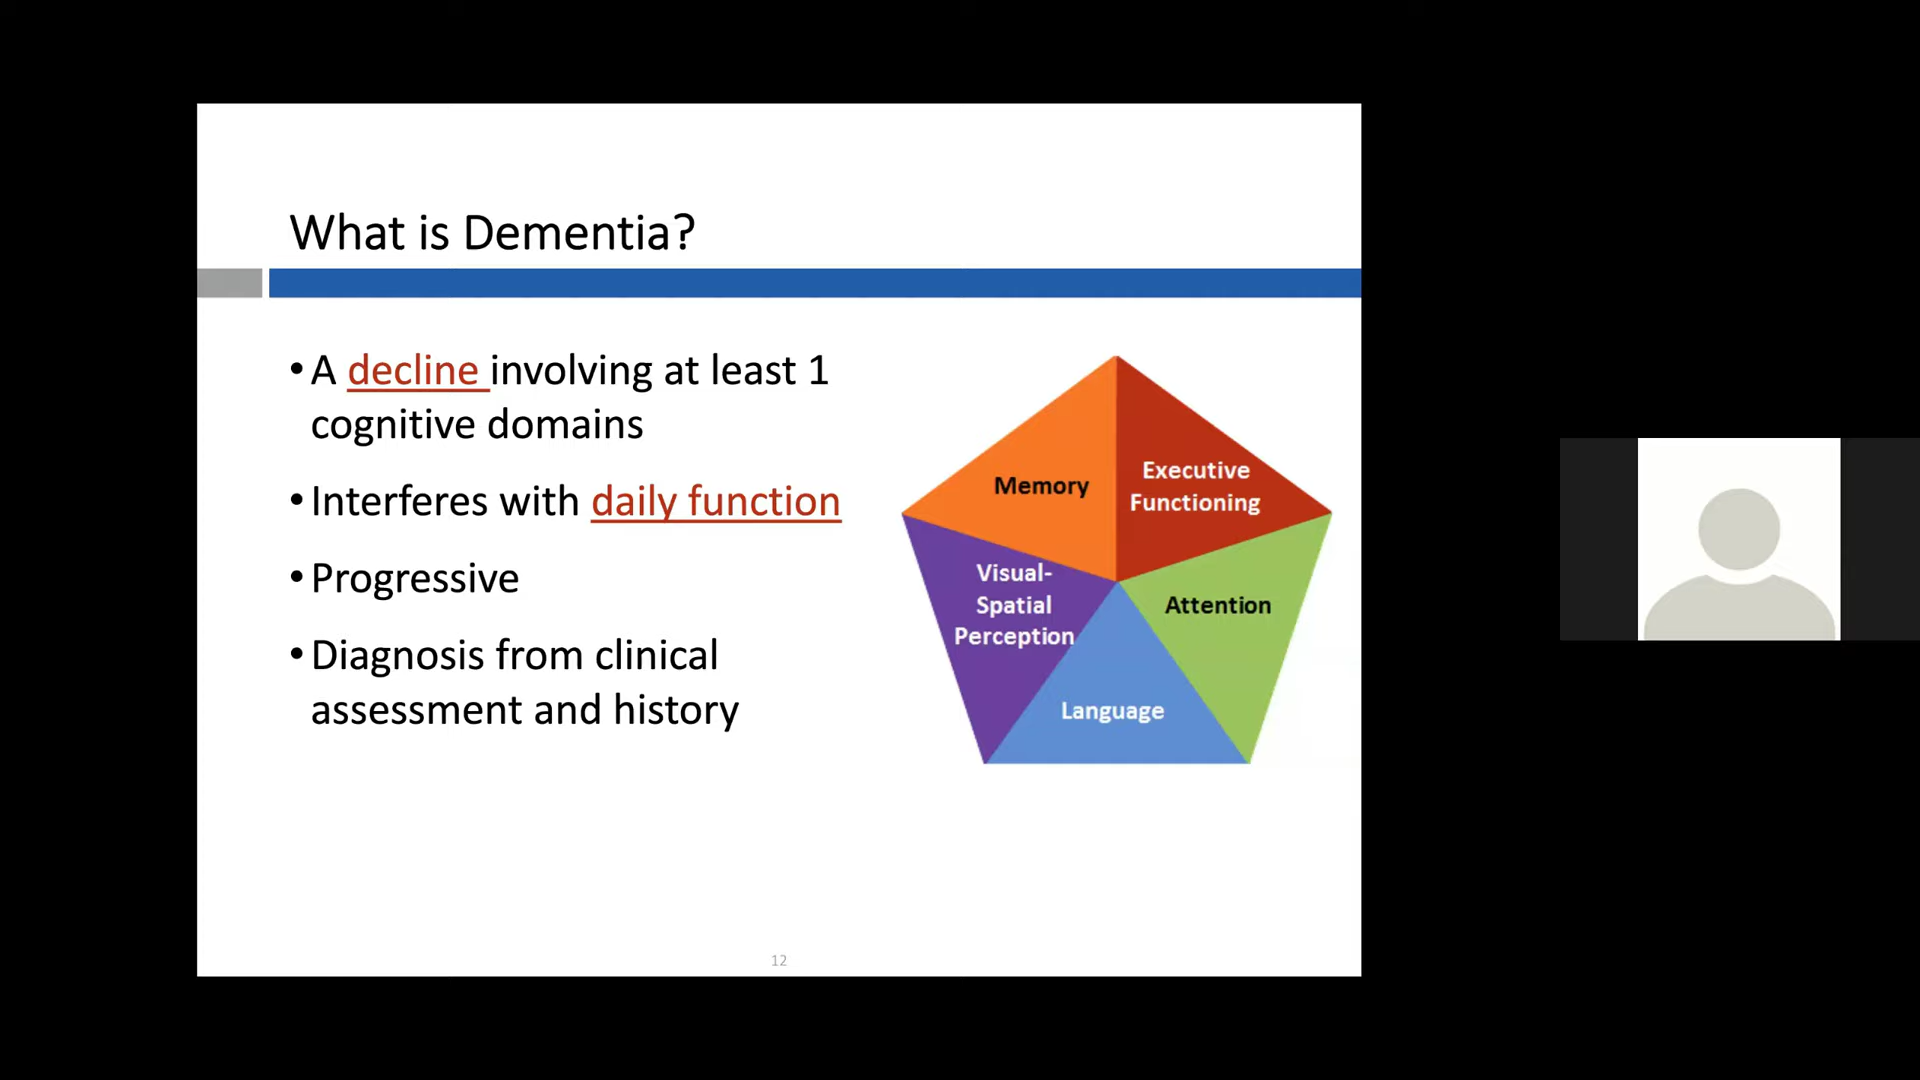 What is Dementia?
•A decline involving at least 1
cognitive domains
•Interferes with daily function
•Progressive
•Diagnosis from clinical
assessment and history
Memory
Executive
Functioning
Visual-
Spatial
Perception
Attention
Language
12